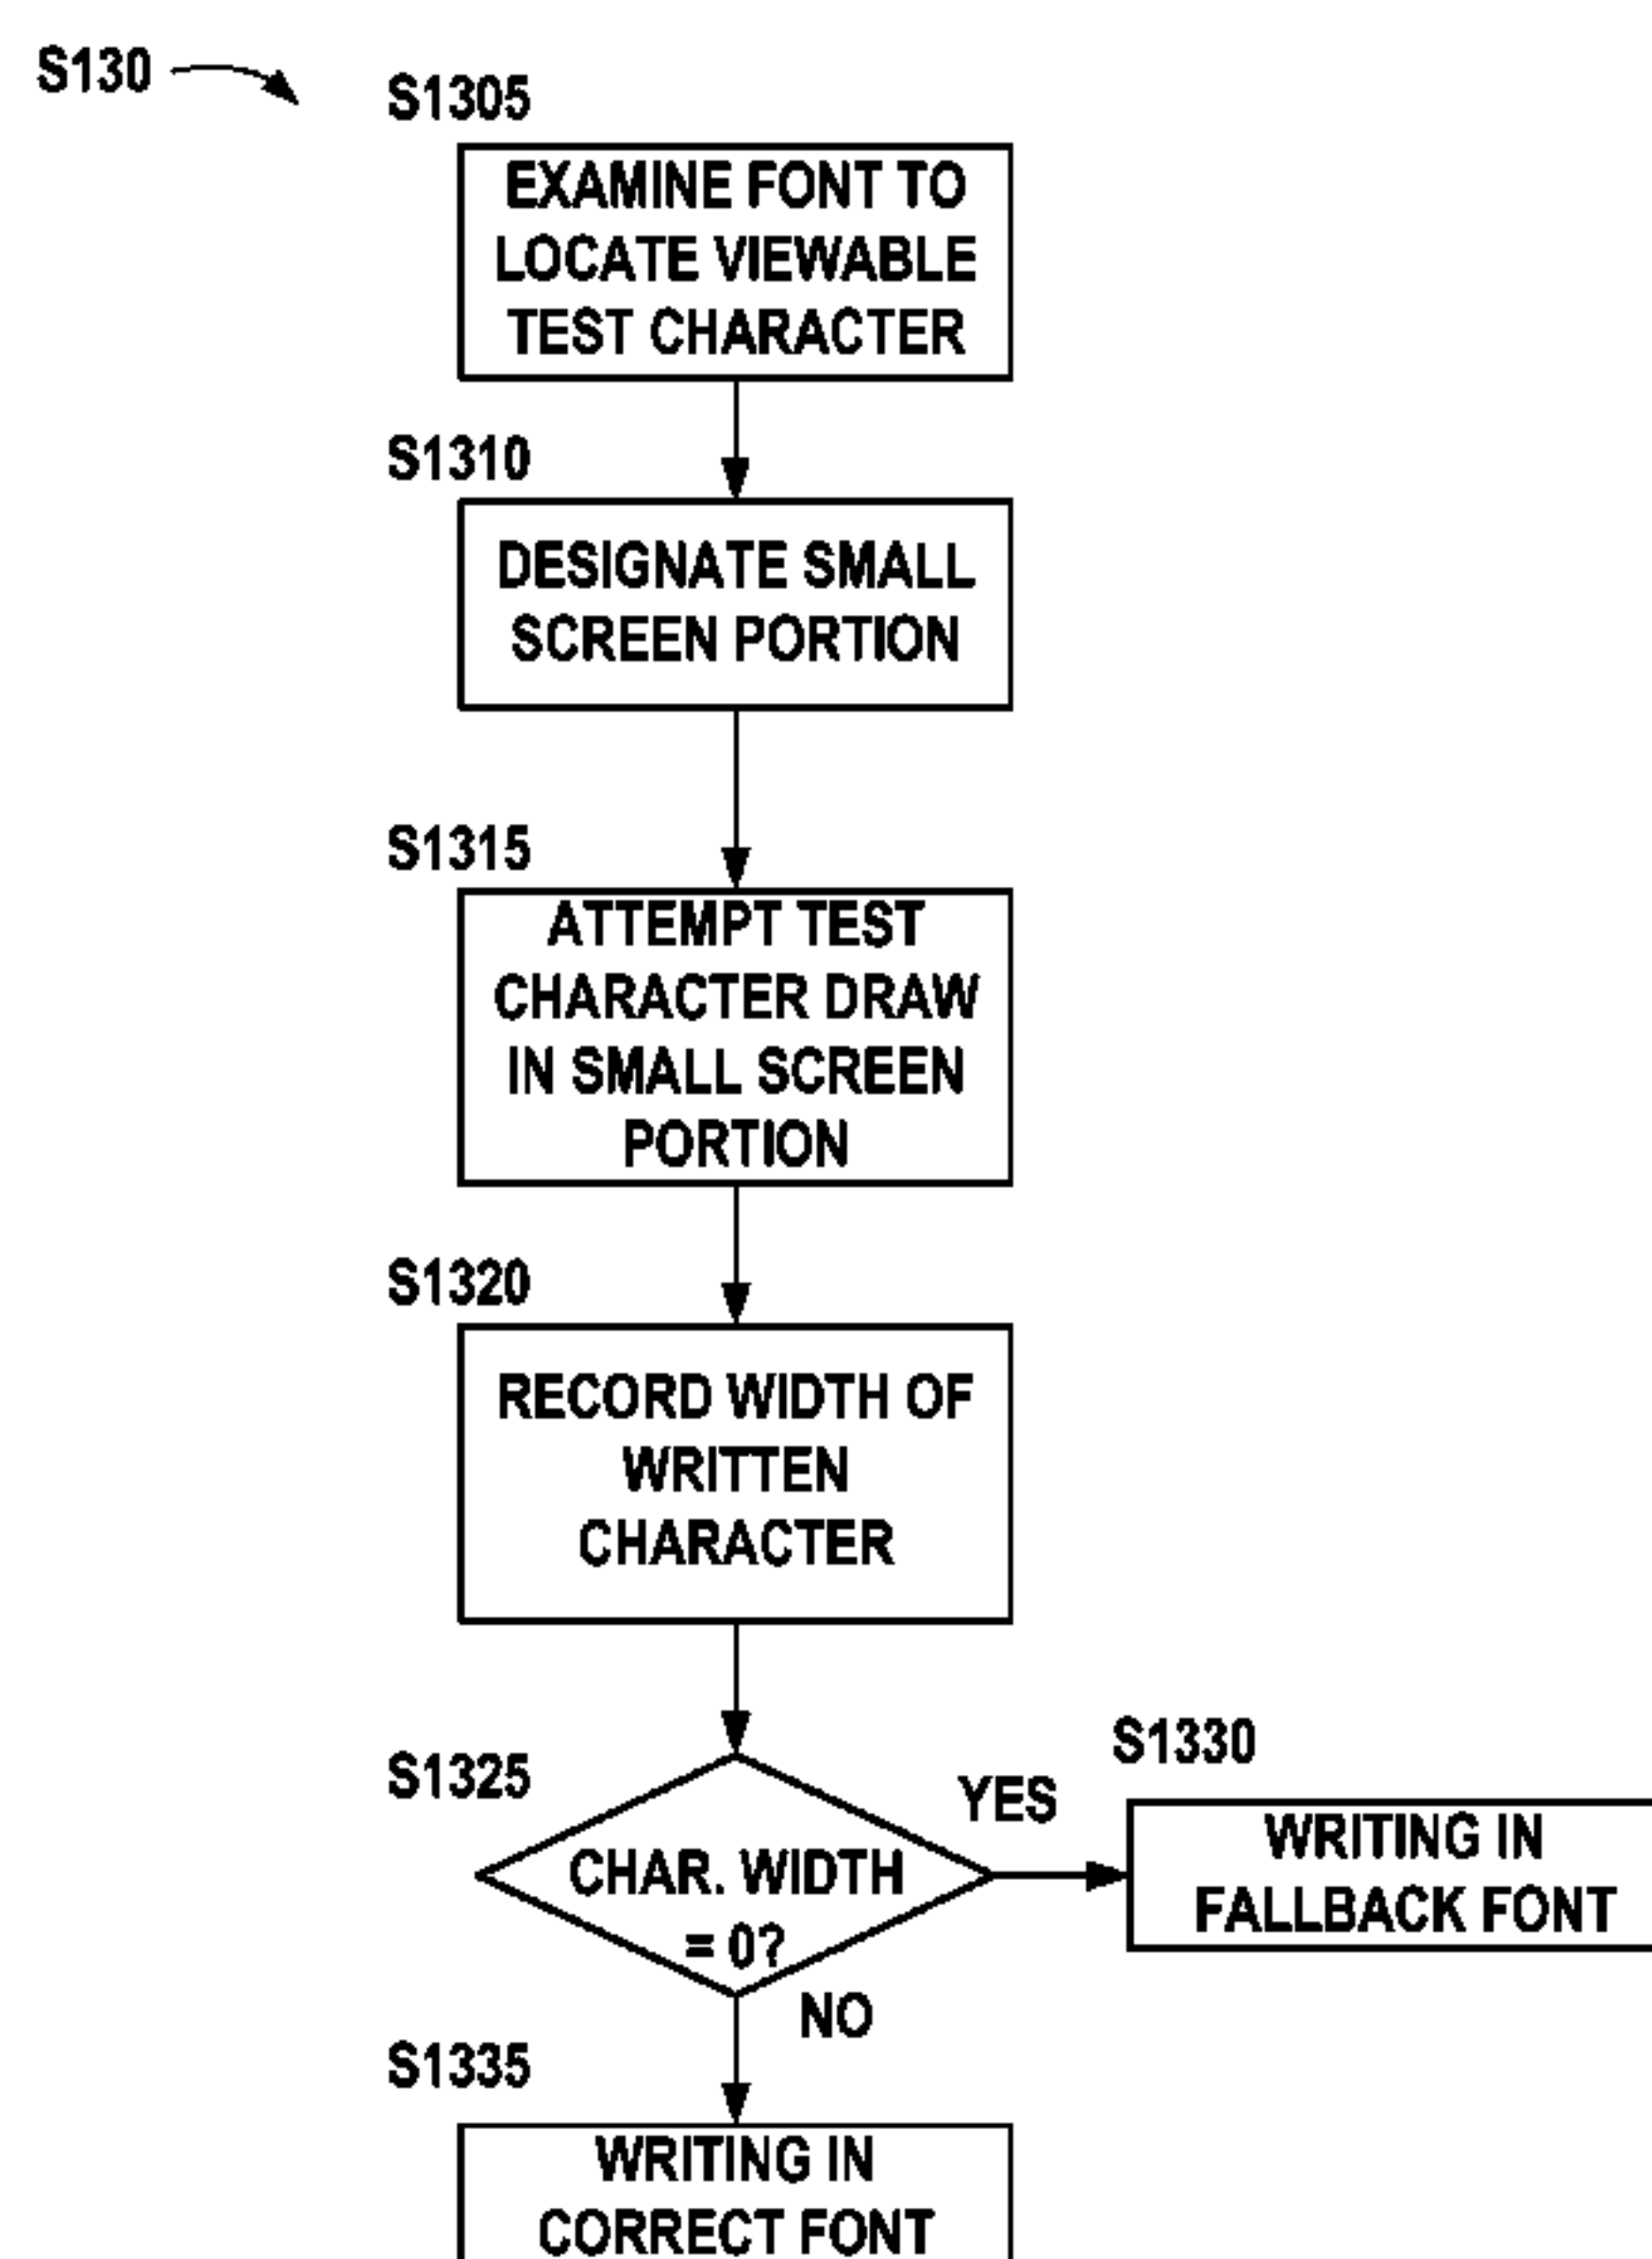 S130
S1305
EXAMINE FONT TO
LOCATE VIEWABLE
TEST CHARACTER
S1310
DESIGNATE SMALL
SCREEN PORTION
S1315
ATTEMPT TEST
CHARACTER DRAW
IN SMALL SCREEN
PORTION
S1320
RECORD WIDTH OF
WRITTEN
CHARACTER
S1325
CHAR. WIDTH
= 0?
YES
S1330
WRITING IN
FALLBACK FONT
NO
S1335
WRITING IN
CORRECT FONT